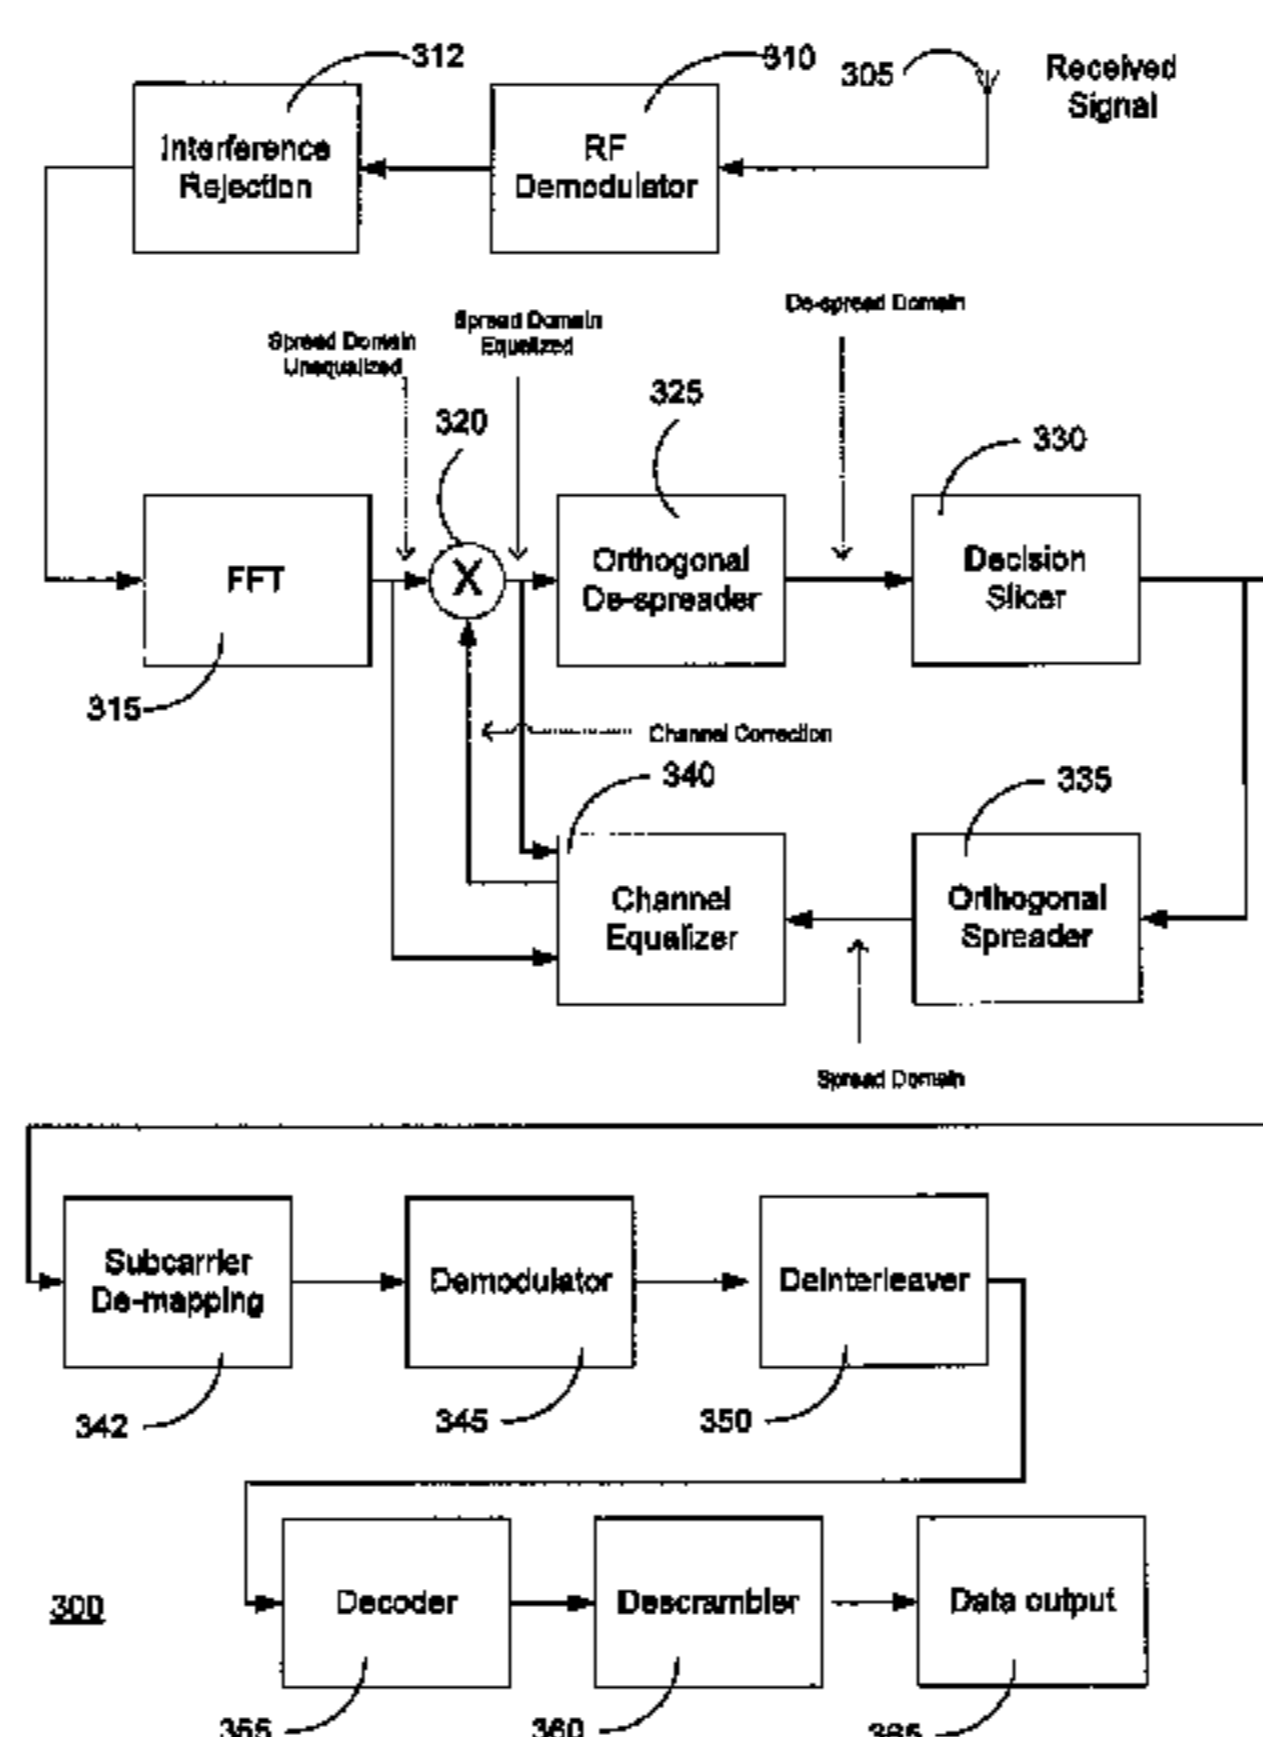 312
310
305
Received
Signal
Interference
Rejection
RF
Demodulator
De-spread Domain
Spread Domain
Equalized
Spread Domain
Unequalized
325
320
330
FFT
X
Orthogonal
De-spreader
Decision
Slicer
315
Channel Correction
340
335
Channel
Equalizer
Orthogonal
Spreader
Spread Domain
Subcarrier
De-mapping
Demodulator
Deinterleaver
342
345
350
300
Decoder
Descrambler
Data output
355
360
365